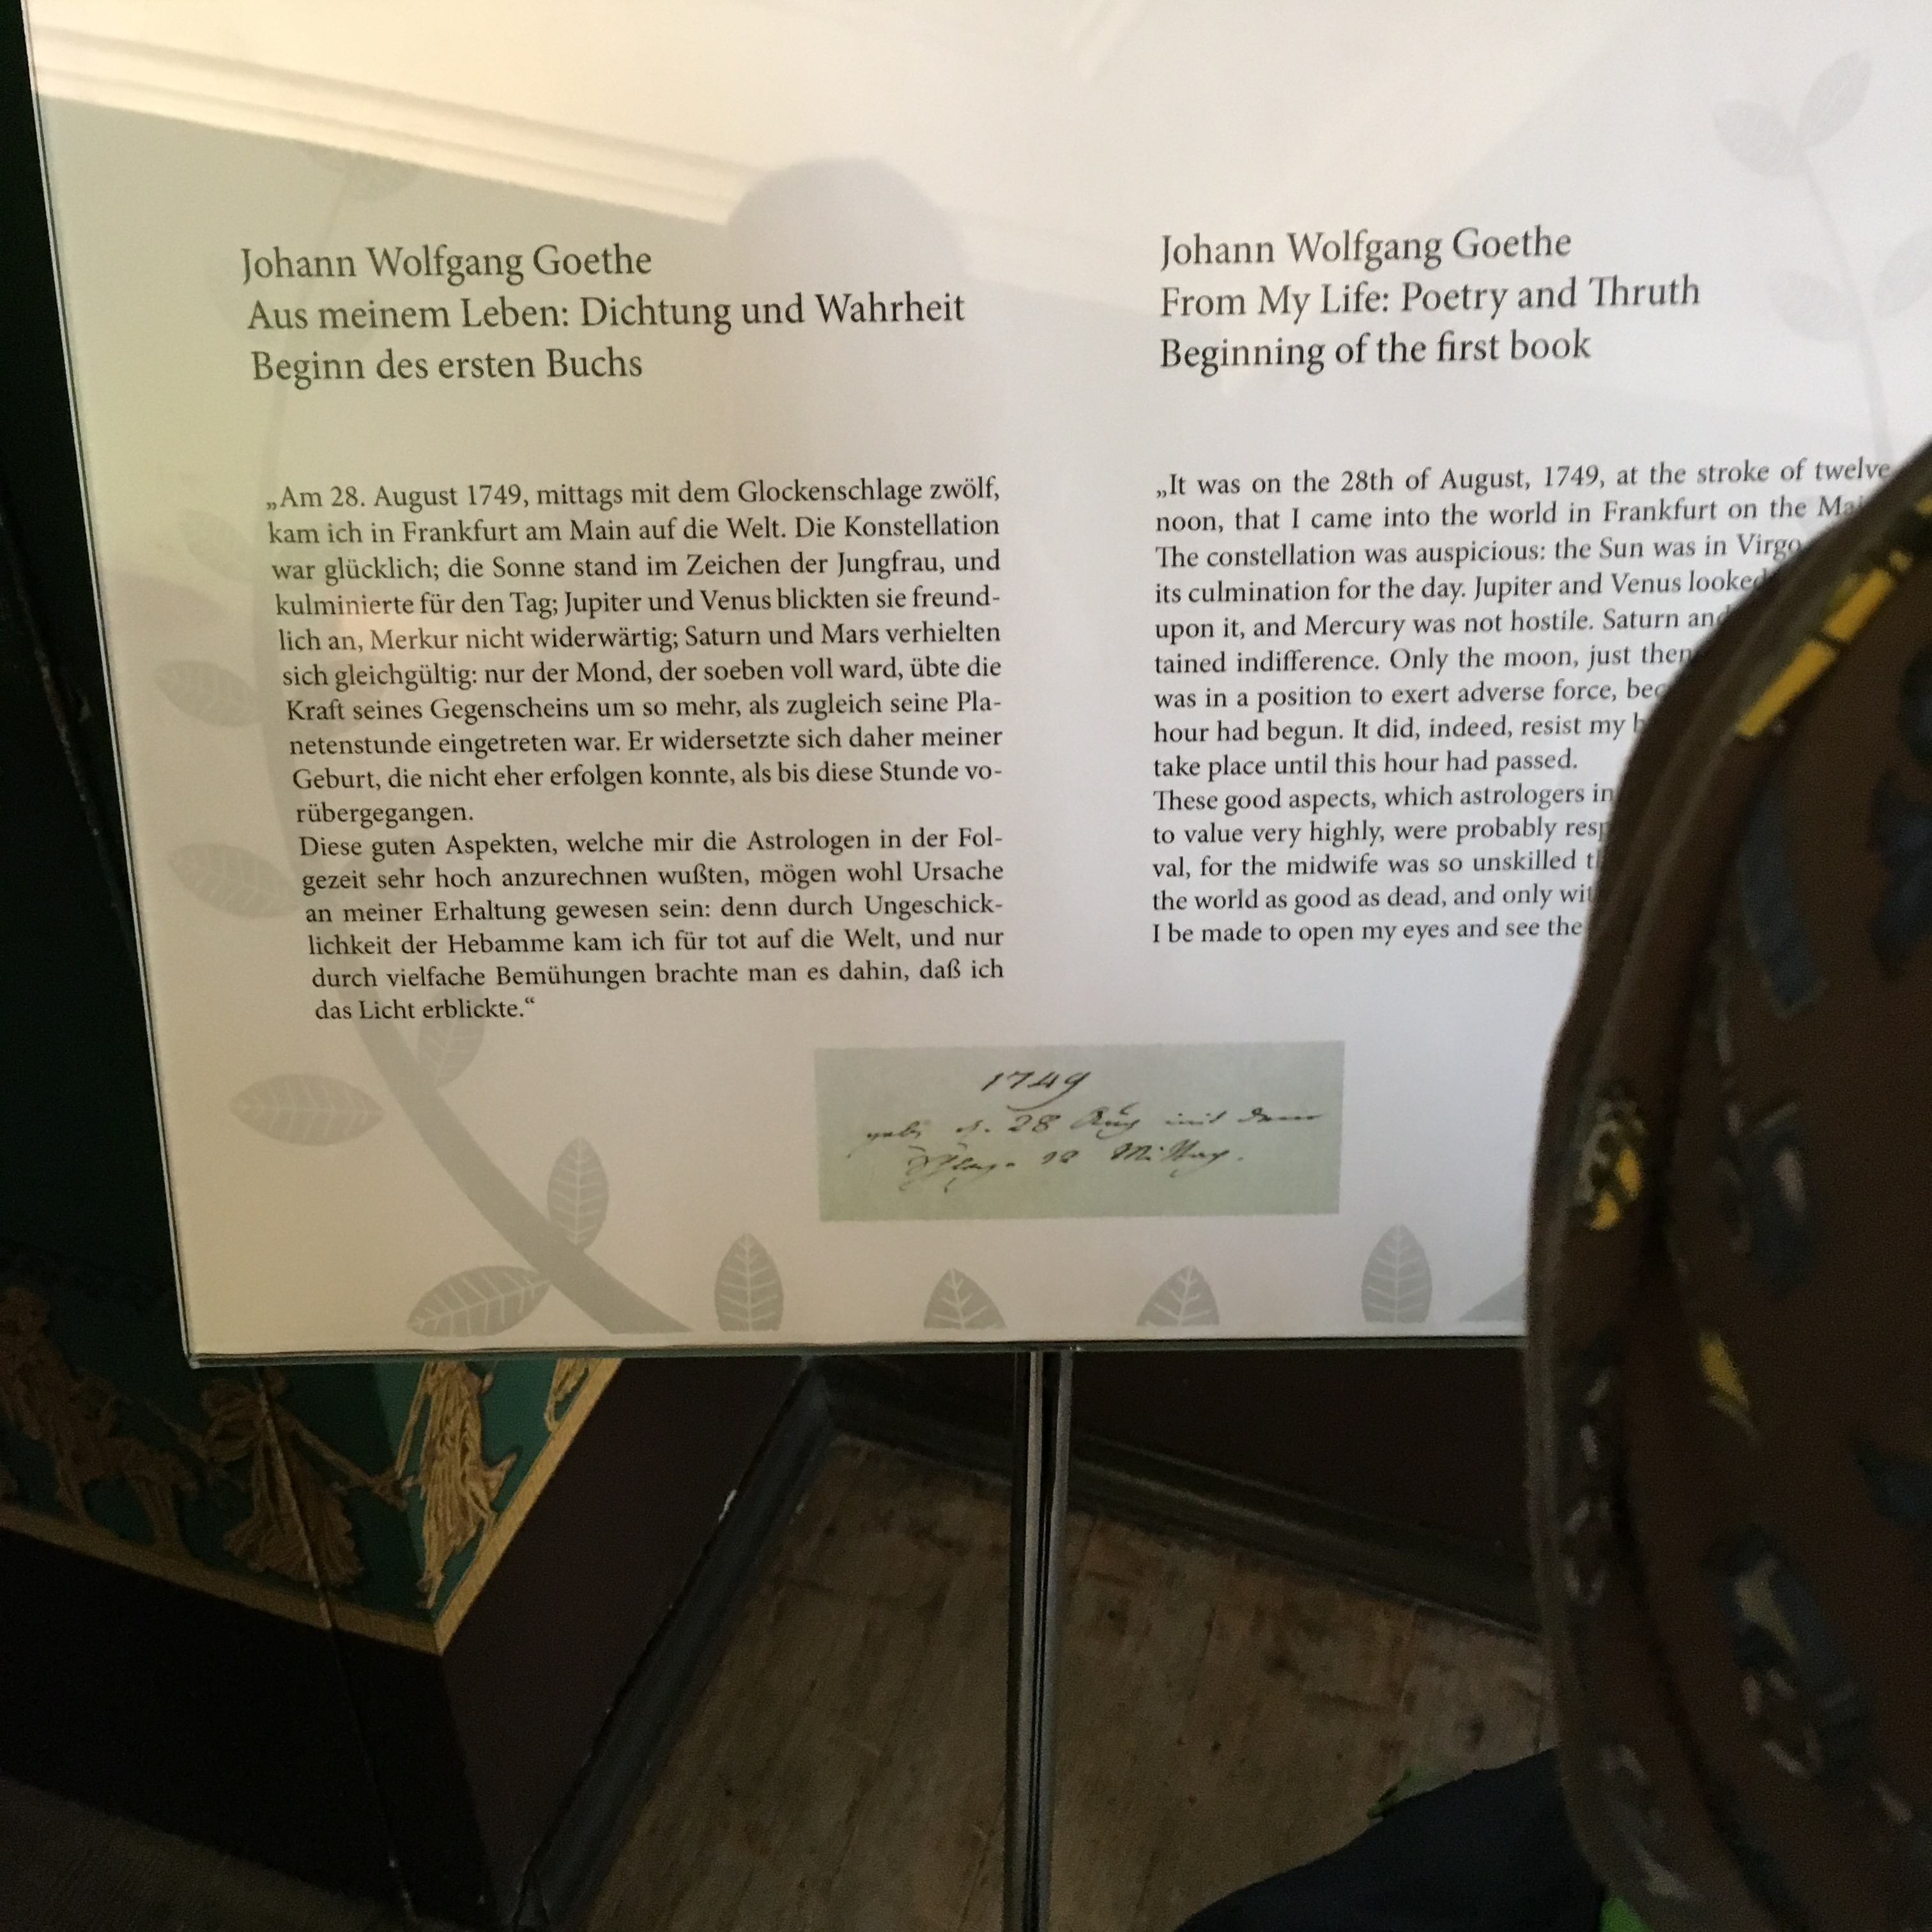 Johann Wolfgang Goethe
Aus meinem Leben: Dichtung und Wahrheit
Beginn des ersten Buchs
„Am 28. August 1749, mittags mit dem Glockenschlage zwölf,
kam ich in Frankfurt am Main auf die Welt. Die Konstellation
war glücklich; die Sonne stand im Zeichen der Jungfrau, und
kulminierte für den Tag; Jupiter und Venus blickten sie freund-
lich an, Merkur nicht widerwärtig; Saturn und Mars verhielten
sich gleichgültig: nur der Mond, der soeben voll ward, übte die
Kraft seines Gegenscheins um so mehr, als zugleich seine Pla-
netenstunde eingetreten war. Er widersetzte sich daher meiner
Geburt, die nicht eher erfolgen konnte, als bis diese Stunde vo-
rübergegangen.
Diese guten Aspekten, welche mir die Astrologen in der Fol-
gezeit sehr hoch anzurechnen wußten, mögen wohl Ursache
an meiner Erhaltung gewesen sein: denn durch Ungeschick-
lichkeit der Hebamme kam ich für tot auf die Welt, und nur
durch vielfache Bemühungen brachte man es dahin, daß ich
das Licht erblickte.“
Johann Wolfgang Goethe
From My Life: Poetry and Thruth
Beginning of the first book
„It was on the 28th of August, 1749, at the stroke of twelve
noon, that I came into the world in Frankfurt on the
The constellation was auspicious: the Sun was in Virgo
its culmination for the day. Jupiter and Venus looked
upon it, and Mercury was not hostile. Saturn and
tained indifference. Only the moon, just then
was in a position to exert adverse force,
hour had begun. It did, indeed, resist my
take place until this hour had passed.
These good aspects, which astrologers in
to value very highly, were probably
val, for the midwife was so unskilled
the world as good as dead, and only
I be made to open my eyes and see the
1749
28 Aug mit dem
12 Mittag.